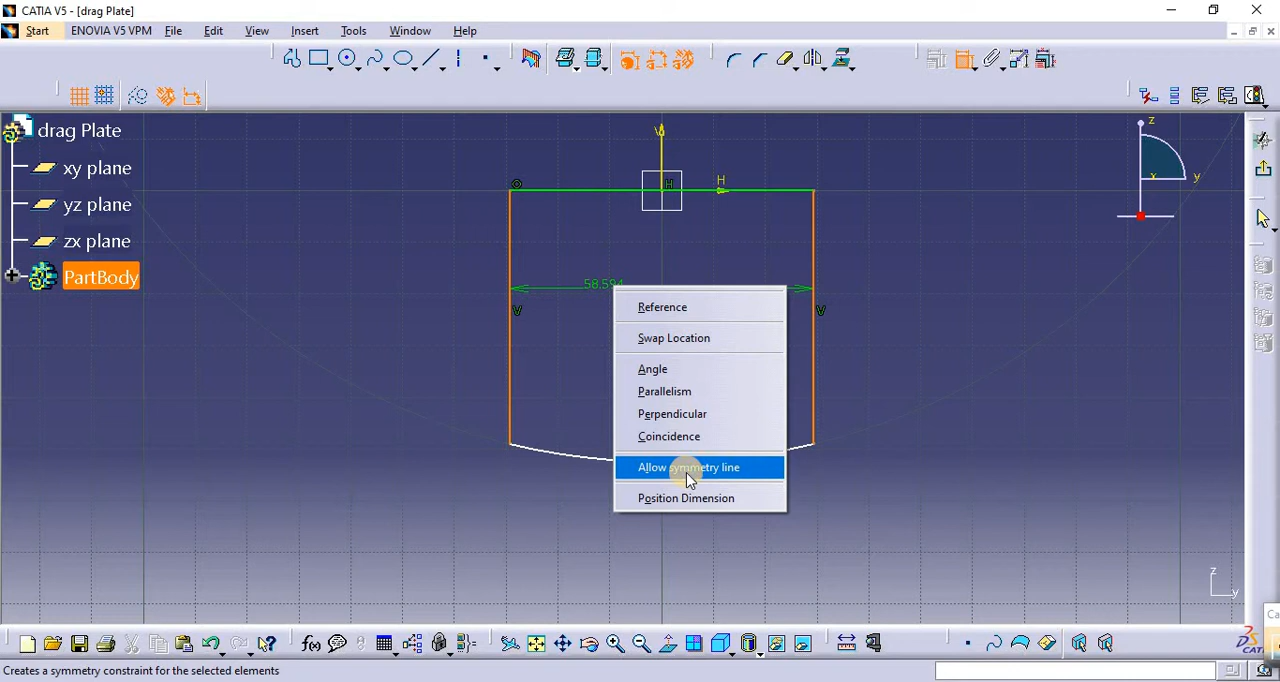 CATIA V5 - [drag Plate]
Start ENOVIA V5 VPM File Edit View Insert Tools Window Help
drag Plate
xy plane
yz plane
zx plane
PartBody
z
x y
V
H
H
58.594
V V
Reference
Swap Location
Angle
Parallelism
Perpendicular
Coincidence
Allow symmetry line
Position Dimension
z
y
Ca
f(x)
CATIA
Creates a symmetry constraint for the selected elements